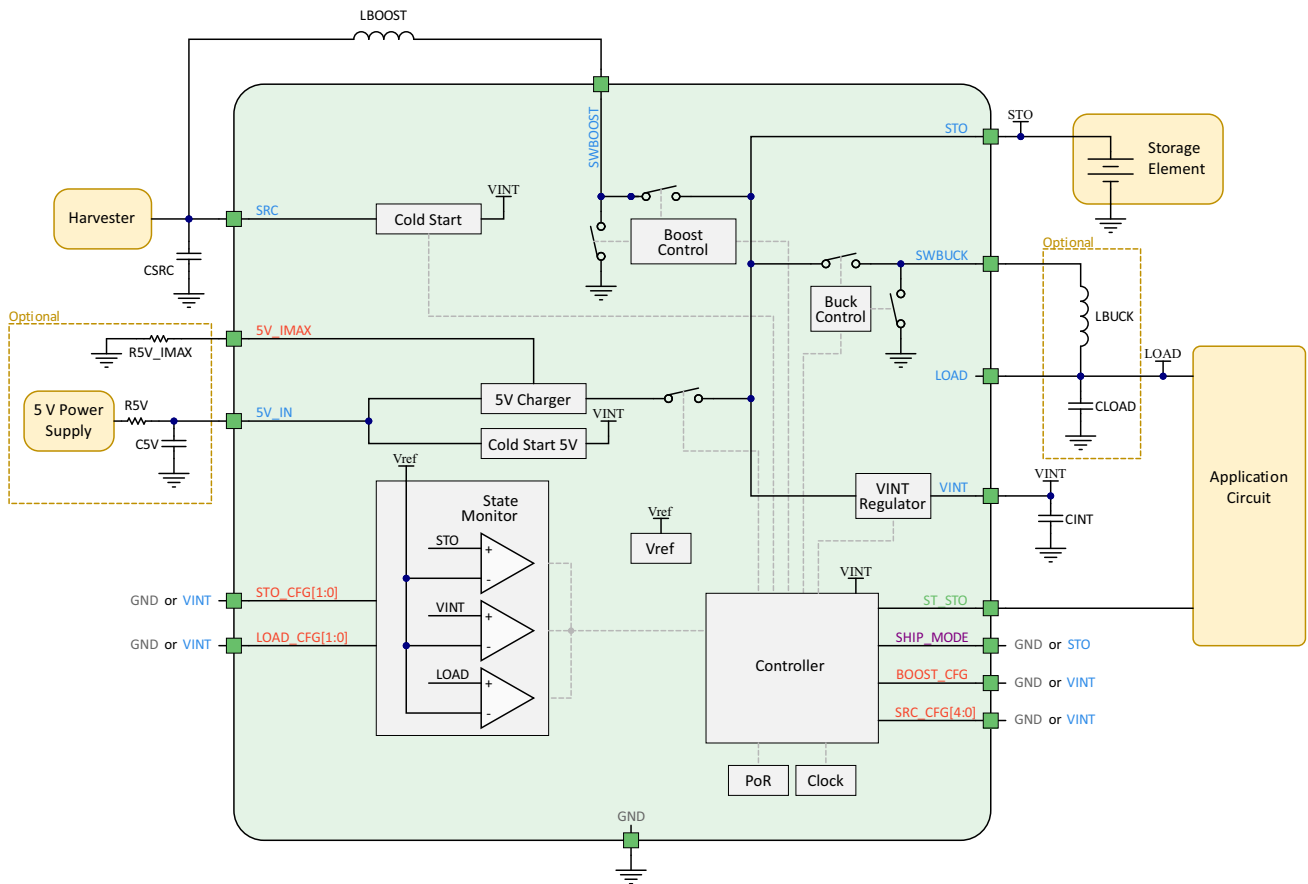 LBOOST
SWBOOST
STO
STO
Storage
Element
Harvester
SRC
Cold Start
VINT
Boost
Control
CSRC
Optional
SWBUCK
Buck
Control
LBUCK
Optional
5V_IMAX
R5V_IMAX
LOAD
LOAD
5 V Power
Supply
R5V
C5V
5V_IN
5V Charger
VINT
Cold Start 5V
CLOAD
Vref
State
Monitor
STO
+
-
VINT
+
-
LOAD
+
-
Vref
Vref
VINT
Regulator
VINT
VINT
CINT
Application
Circuit
GND or VINT
STO_CFG[1:0]
GND or VINT
LOAD_CFG[1:0]
VINT
Controller
ST_STO
SHIP_MODE
GND or STO
BOOST_CFG
GND or VINT
SRC_CFG[4:0]
GND or VINT
PoR
Clock
GND